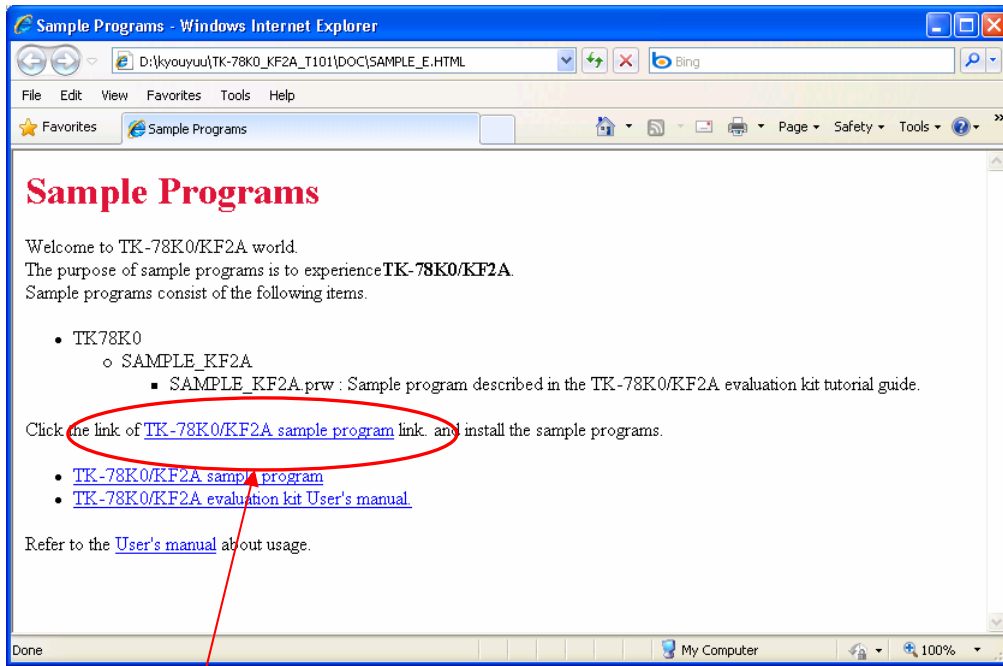 Sample Programs - Windows Internet Explorer
D:\kyouyuu\TK-78K0_KF2A_T101\DOC\SAMPLE_E.HTML
Bing
File Edit View Favorites Tools Help
Favorites
Sample Programs
Page
Safety
Tools
Sample Programs
Welcome to TK-78K0/KF2A world.
The purpose of sample programs is to experienceTK-78K0/KF2A.
Sample programs consist of the following items.
TK78K0
SAMPLE_KF2A
SAMPLE_KF2A.prw : Sample program described in the TK-78K0/KF2A evaluation kit tutorial guide.
Click the link of TK-78K0/KF2A sample program link. and install the sample programs.
TK-78K0/KF2A sample program
TK-78K0/KF2A evaluation kit User's manual.
Refer to the User's manual about usage.
Done
My Computer
100%